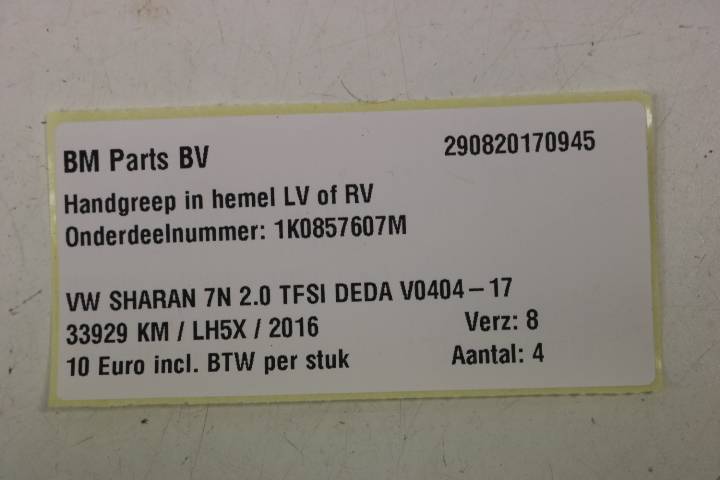 BM Parts BV 290820170945
Handgreep in hemel LV of RV
Onderdeelnummer: 1K0857607M
VW SHARAN 7N 2.0 TFSI DEDA V0404-17
33929 KM / LH5X / 2016 Verz: 8
10 Euro incl. BTW per stuk Aantal: 4